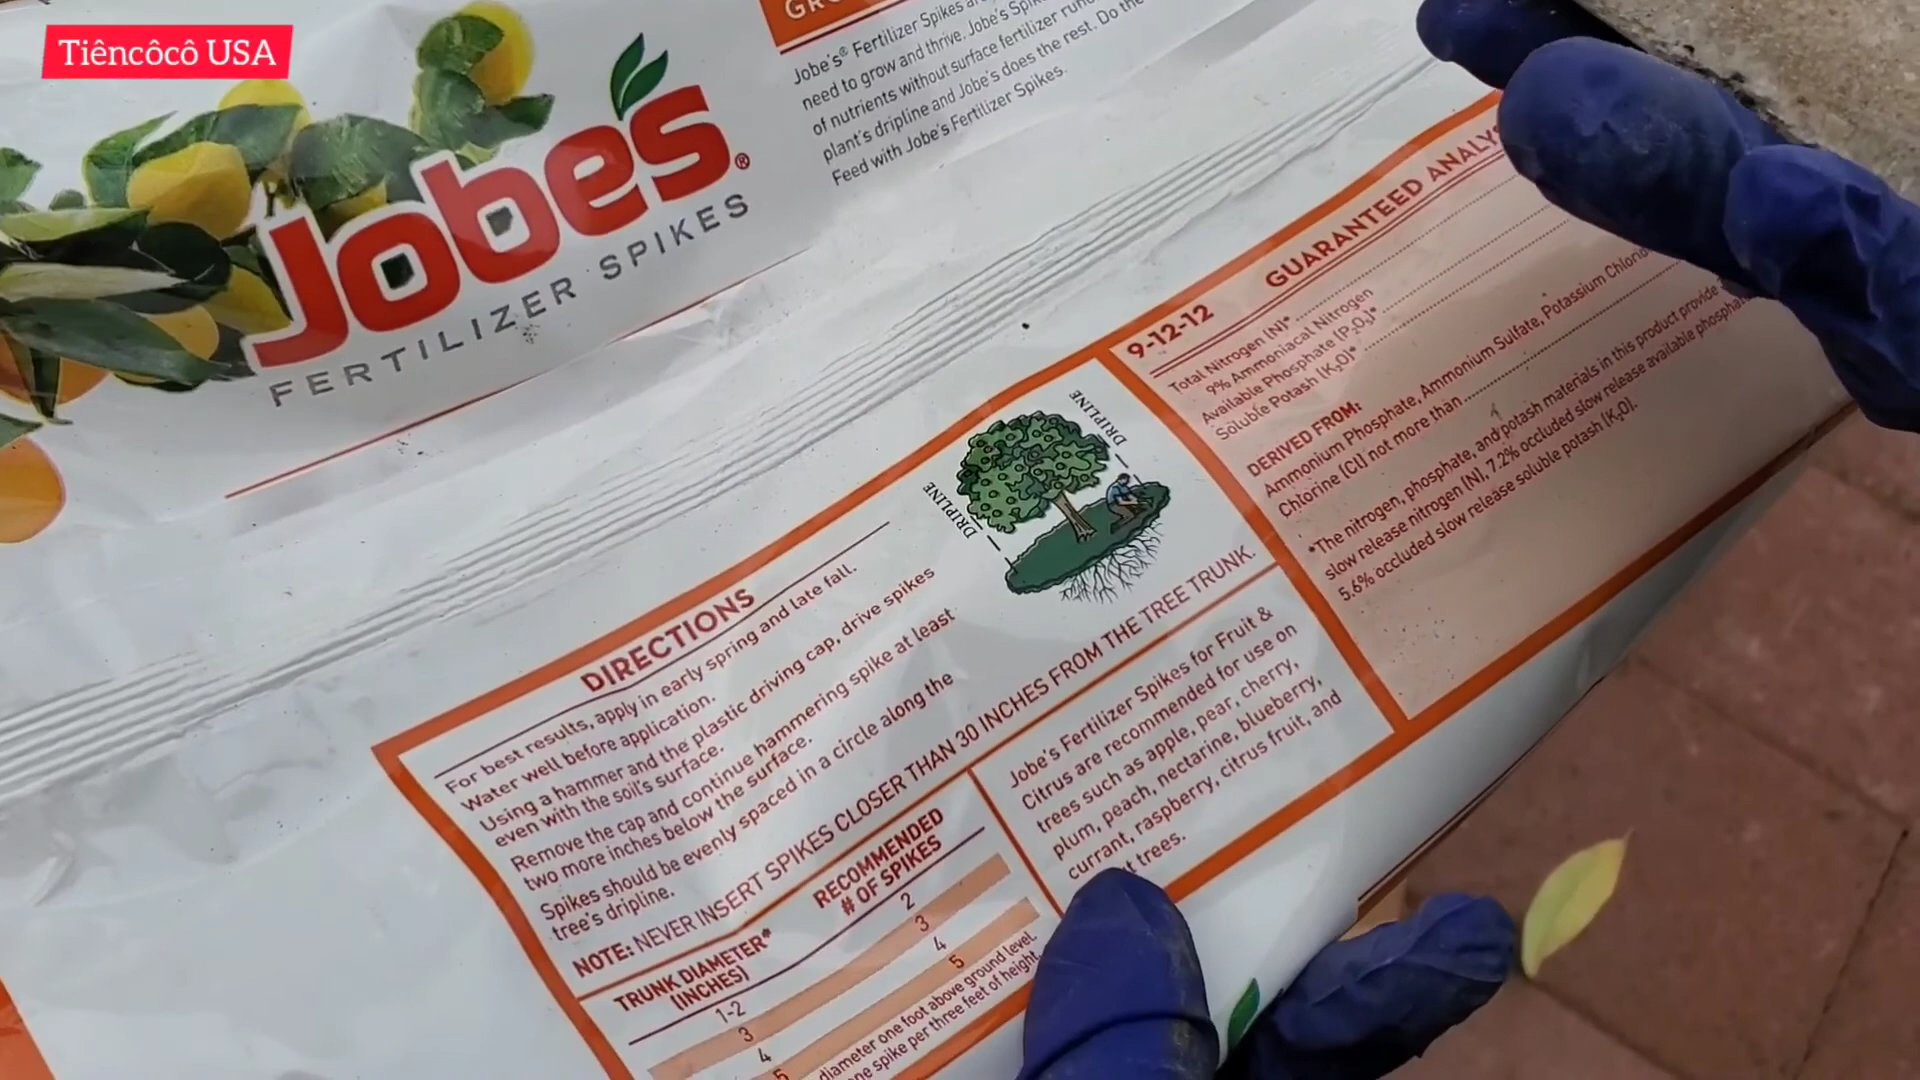 Tiêncôcô USA
Jobe's®
FERTILIZER SPIKES
Jobe's® Fertilizer Spikes
need to grow and thrive. Jobe's
of nutrients without surface fertilizer
plant's dripline and Jobe's does the rest. Do the
Feed with Jobe's Fertilizer Spikes.
DIRECTIONS
For best results, apply in early spring and late fall.
Water well before application.
Using a hammer and the plastic driving cap, drive spikes
even with the soil's surface.
Remove the cap and continue hammering spike at least
two more inches below the surface.
Spikes should be evenly spaced in a circle along the
tree's dripline.
NOTE: NEVER INSERT SPIKES CLOSER THAN 30 INCHES FROM THE TREE TRUNK.
DRIPLINE
DRIPLINE
TRUNK DIAMETER* (INCHES) RECOMMENDED # OF SPIKES
1-2 2
3 3
4 4
5 5
diameter one foot above ground level.
one spike per three feet of height.
Jobe's Fertilizer Spikes for Fruit &
Citrus are recommended for use on
trees such as apple, pear, cherry,
plum, peach, nectarine, blueberry,
currant, raspberry, citrus fruit, and
trees.
9-12-12 GUARANTEED
Total Nitrogen (N)*
9% Ammoniacal Nitrogen
Available Phosphate (P₂O₅)*
Soluble Potash (K₂O)*
DERIVED FROM:
Ammonium Phosphate, Ammonium Sulfate, Potassium
Chlorine (Cl) not more than
*The nitrogen, phosphate, and potash materials in this product provide
slow release nitrogen (N), 7.2% occluded slow release available
5.6% occluded slow release soluble potash (K₂O).